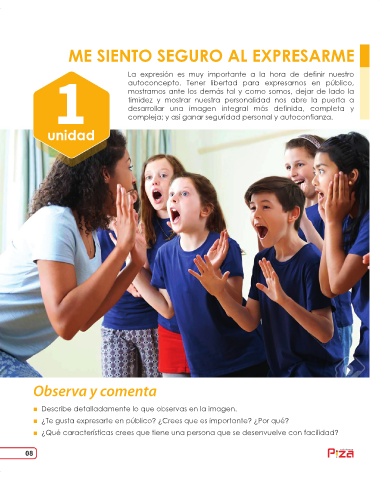 ME SIENTO SEGURO AL EXPRESARME
La expresión es muy importante a la hora de definir nuestro
autoconcepto. Tener libertad para expresarnos en público,
mostrarnos ante los demás tal y como somos, dejar de lado la
timidez y mostrar nuestra personalidad nos abre la puerta a
desarrollar una imagen integral más definida, completa y
compleja; y así ganar seguridad personal y autoconfianza.
1
unidad
Observa y comenta
Describe detalladamente lo que observas en la imagen.
¿Te gusta expresarte en público? ¿Crees que es importante? ¿Por qué?
¿Qué características crees que tiene una persona que se desenvuelve con facilidad?
08
P¡za